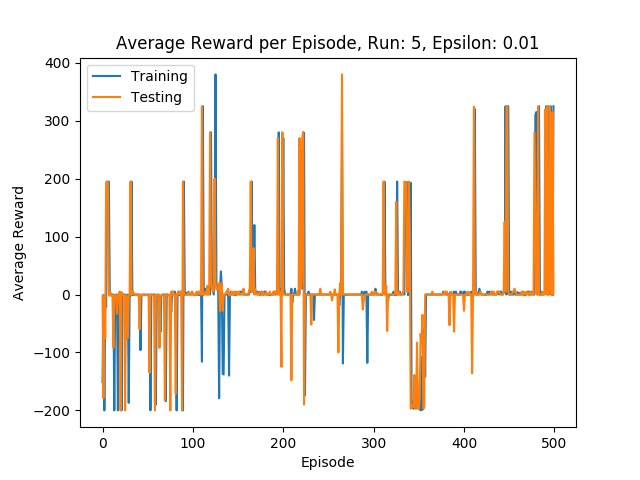 Average Reward per Episode, Run: 5, Epsilon: 0.01
Training
Testing
400
300
200
100
0
−100
−200
Average Reward
0 100 200 300 400 500
Episode